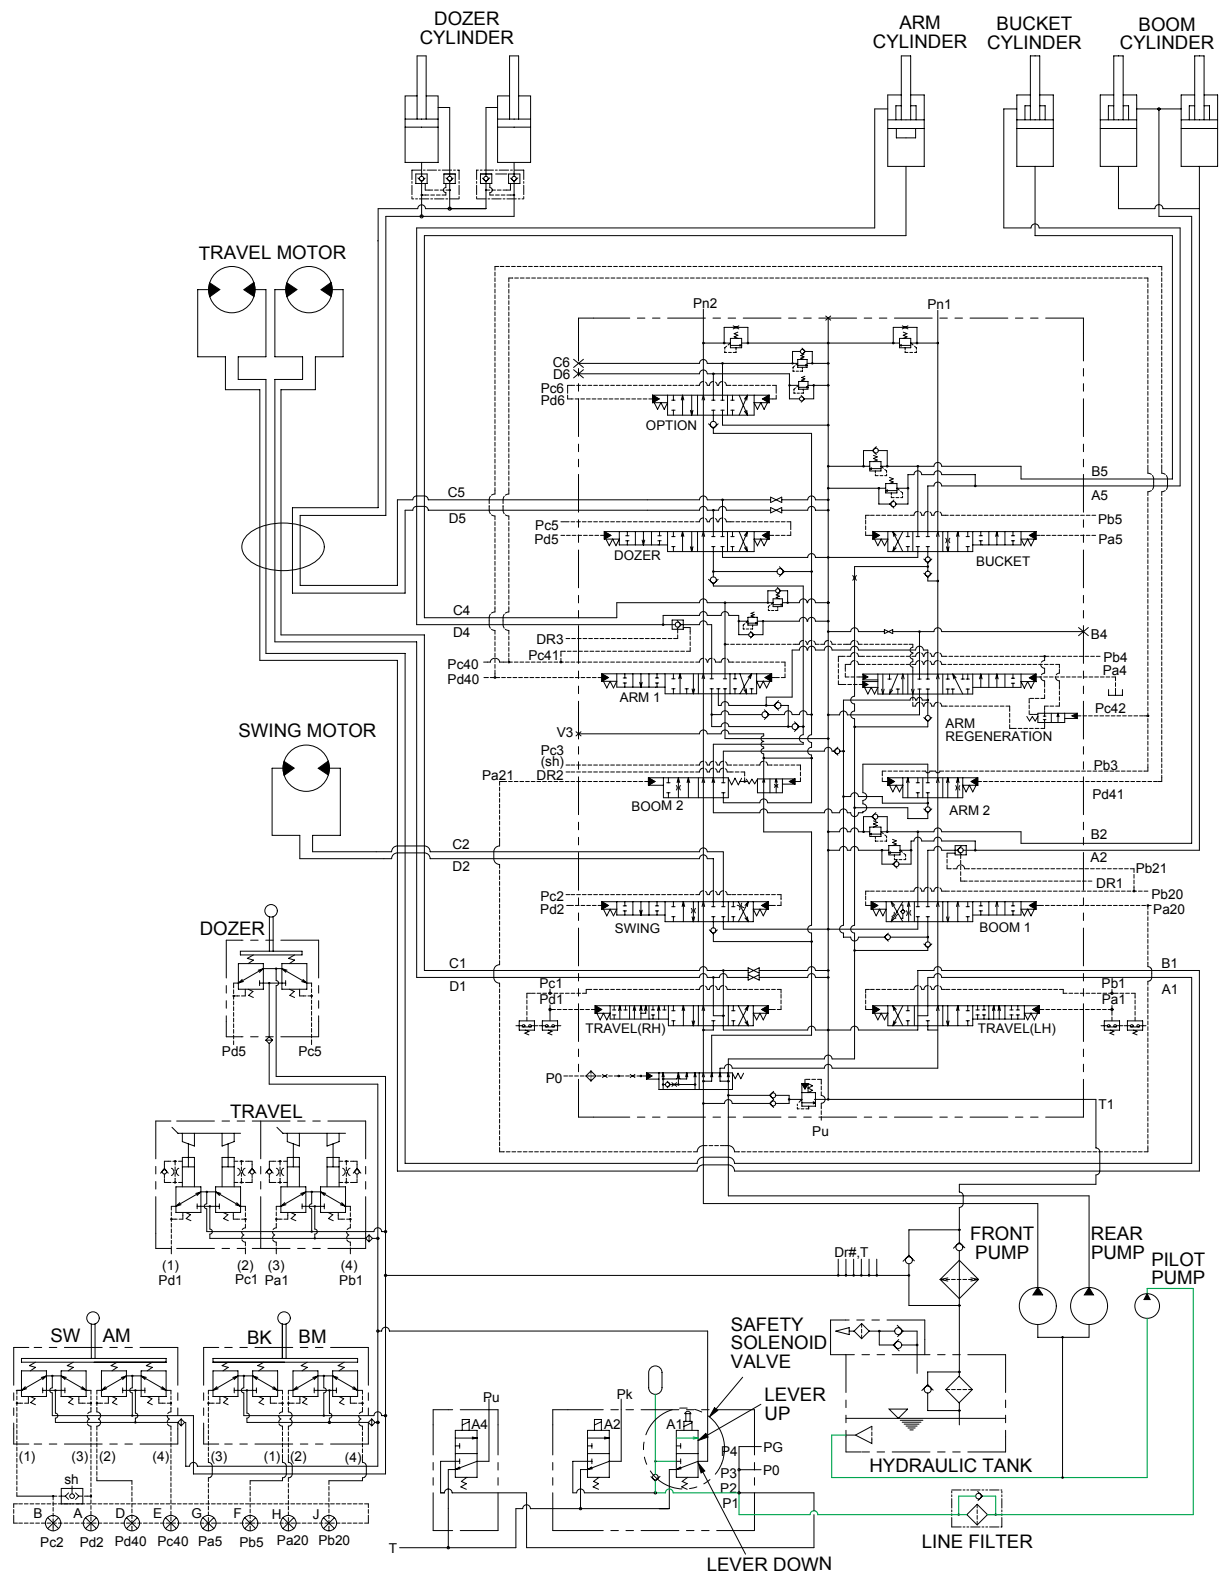 DOZER
CYLINDER
ARM
CYLINDER
BUCKET
CYLINDER
BOOM
CYLINDER
TRAVEL MOTOR
Pn2
Pn1
C6
D6
Pc6
Pd6
OPTION
C5
D5
B5
A5
Pc5
Pd5
Pb5
Pa5
DOZER
BUCKET
C4
D4
B4
DR3
Pc41
Pc40
Pd40
Pb4
Pa4
ARM 1
ARM
REGENERATION
Pc42
SWING MOTOR
V3
Pc3
(sh)
DR2
Pa21
Pb3
Pd41
BOOM 2
ARM 2
C2
D2
B2
A2
Pb21
DR1
Pc2
Pd2
Pb20
Pa20
SWING
BOOM 1
DOZER
C1
D1
B1
A1
Pc1
Pd1
Pb1
Pa1
TRAVEL(RH)
TRAVEL(LH)
Pd5
Pc5
P0
T1
Pu
TRAVEL
(1)
Pd1
(2)
Pc1
(3)
Pa1
(4)
Pb1
Dr#,T
FRONT
PUMP
REAR
PUMP
PILOT
PUMP
SW
AM
BK
BM
SAFETY
SOLENOID
VALVE
LEVER
UP
Pu
Pk
A4
A2
A1
P4
PG
P3
P0
P2
P1
HYDRAULIC TANK
(1)
(3)
(2)
(4)
(3)
(1)
(2)
(4)
sh
B
A
D
E
G
F
H
J
Pc2
Pd2
Pd40
Pc40
Pa5
Pb5
Pa20
Pb20
T
LINE FILTER
LEVER DOWN